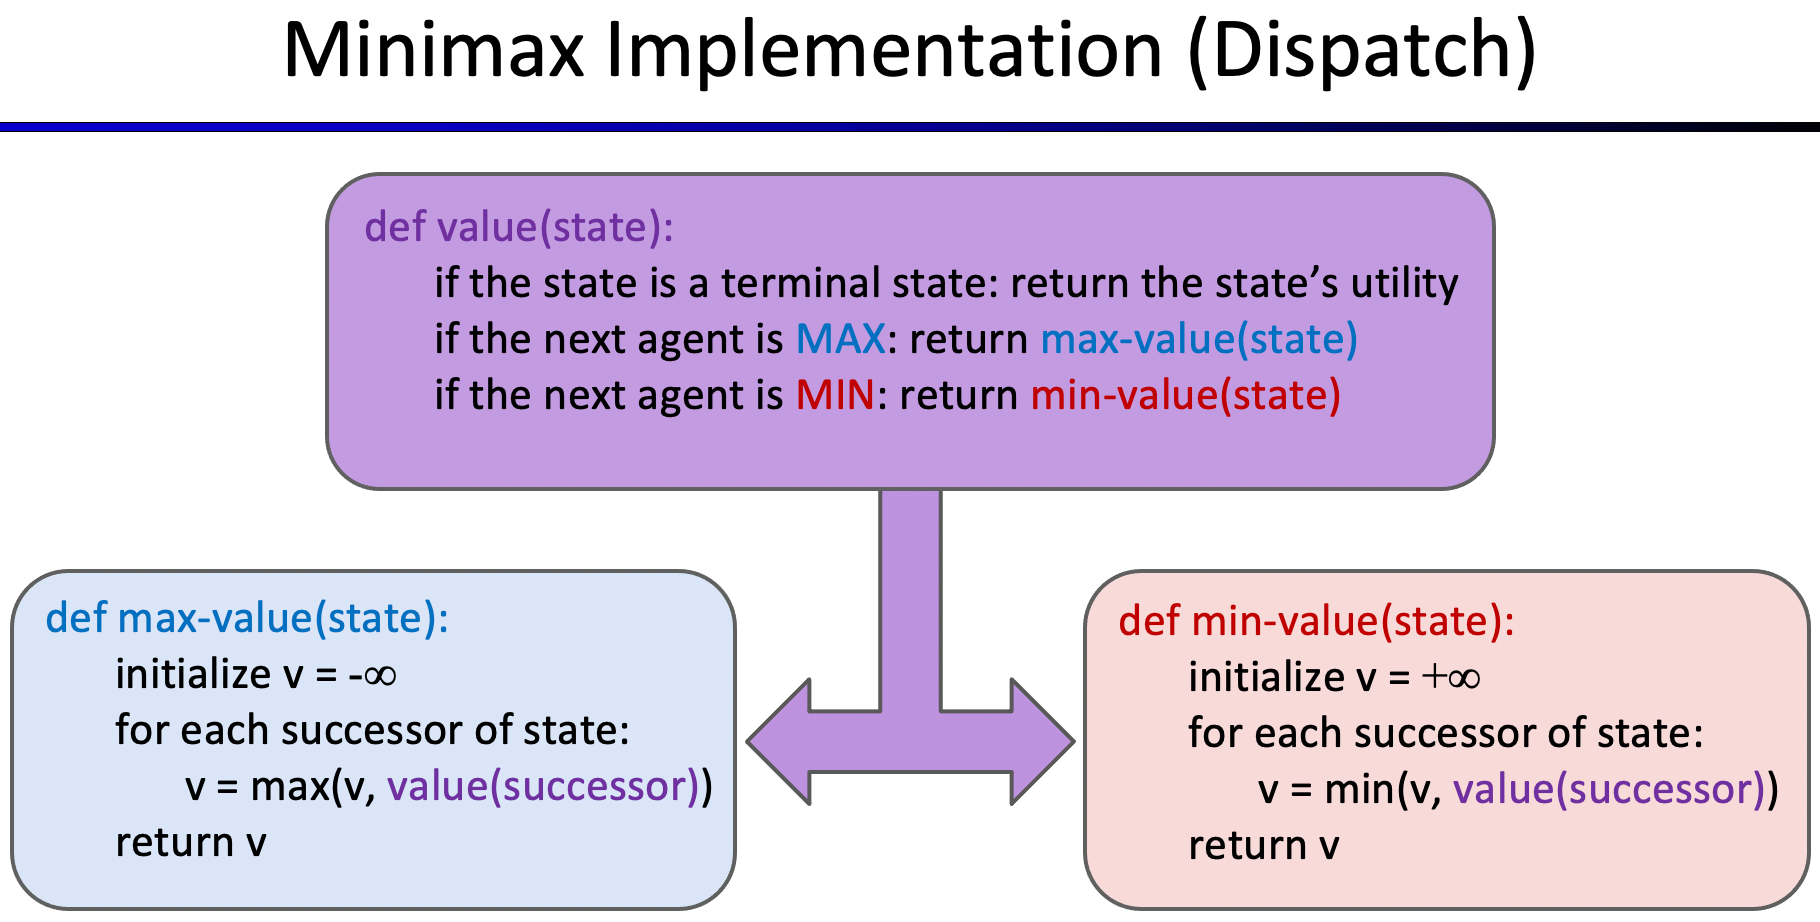 Minimax Implementation (Dispatch)
def value(state):
if the state is a terminal state: return the state’s utility
if the next agent is MAX: return max-value(state)
if the next agent is MIN: return min-value(state)
def max-value(state):
initialize v = -∞
for each successor of state:
v = max(v, value(successor))
return v
def min-value(state):
initialize v = +∞
for each successor of state:
v = min(v, value(successor))
return v